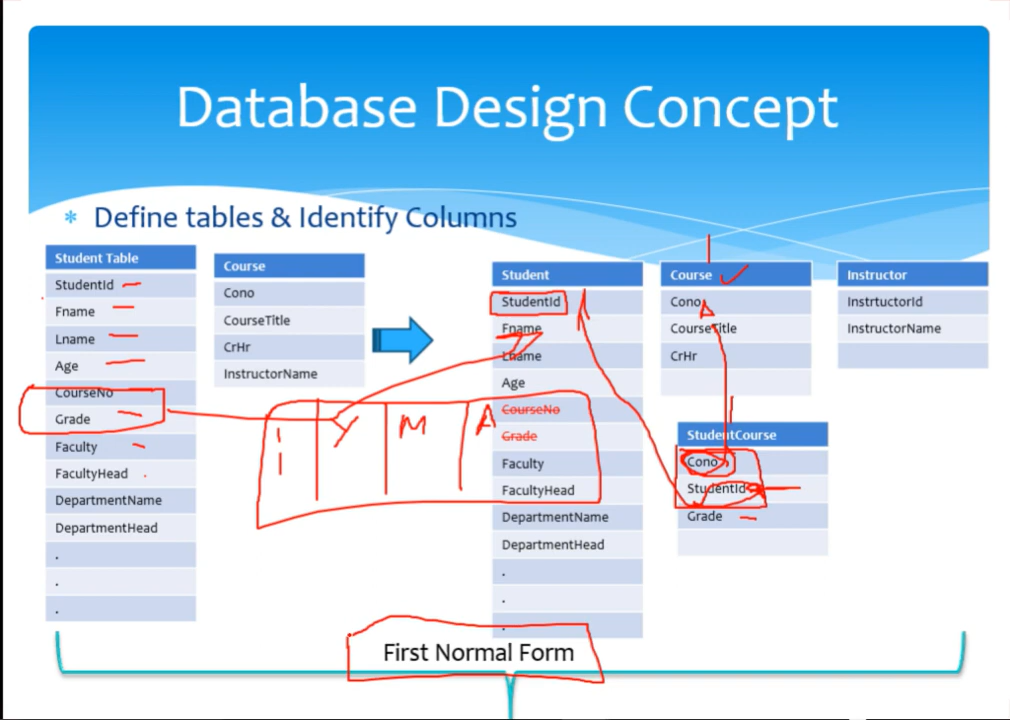 Database Design Concept
* Define tables & Identify Columns
Student Table
StudentId
Fname
Lname
Age
CourseNo
Grade
Faculty
FacultyHead
DepartmentName
DepartmentHead
.
.
.
Course
Cono
CourseTitle
CrHr
InstructorName
1 Y M A
Student
StudentId
Fname
Lname
Age
CourseNo
Grade
Faculty
FacultyHead
DepartmentName
DepartmentHead
.
.
.
Course
Cono
CourseTitle
CrHr
StudentCourse
Cono
StudentId
Grade
Instructor
InstrtuctorId
InstructorName
First Normal Form